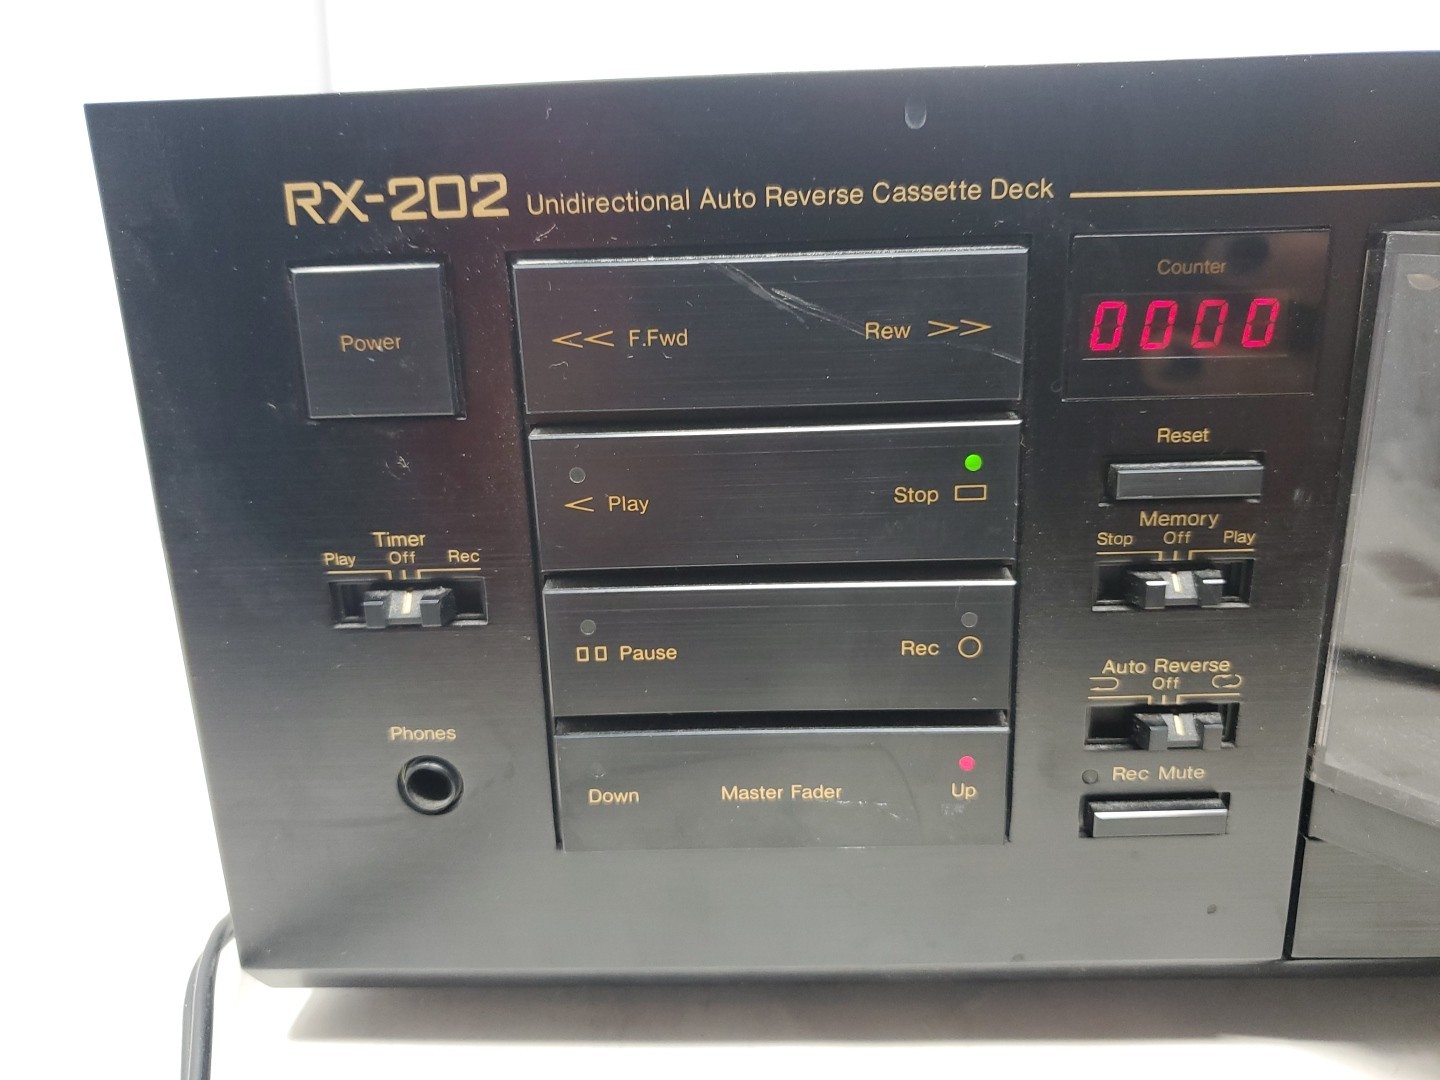 RX-202 Unidirectional Auto Reverse Cassette Deck
Power
<< F.Fwd Rew >>
Counter
0000
< Play Stop
Reset
Timer
Play Off Rec
Memory
Stop Off Play
Pause Rec
Auto Reverse
Off
Phones
Down Master Fader Up
Rec Mute